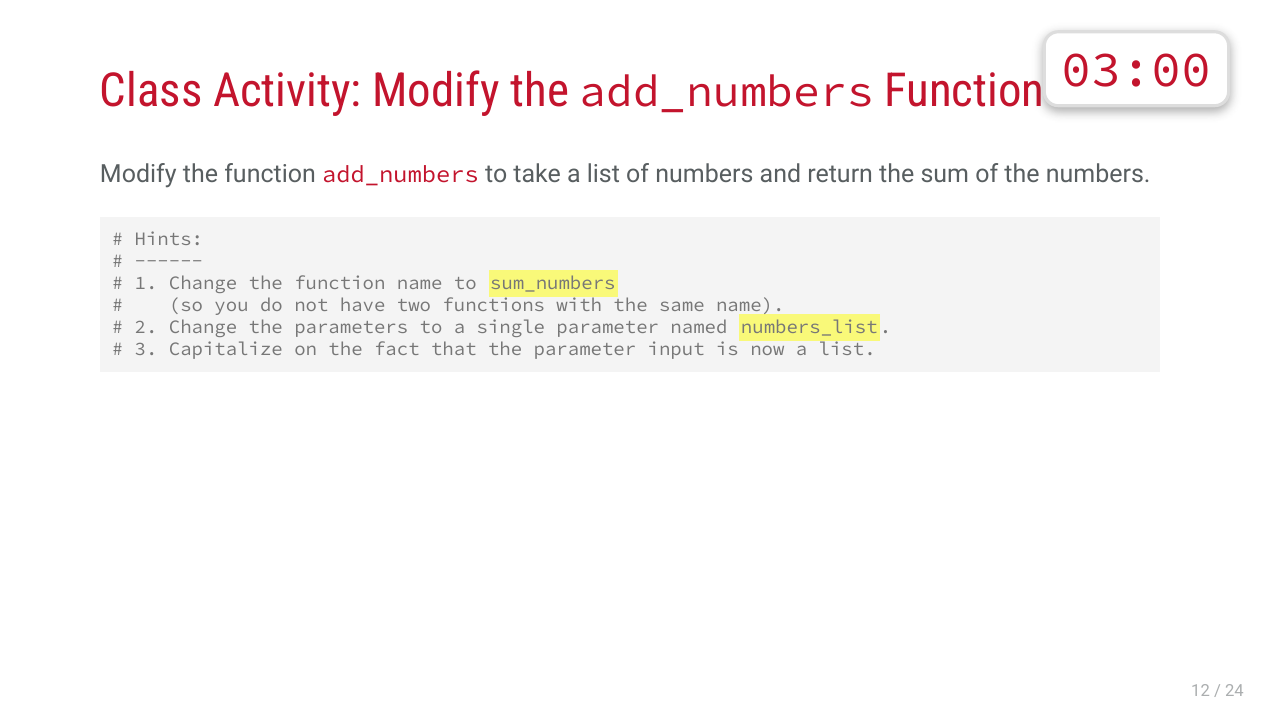 Class Activity: Modify the add_numbers Function
03:00
Modify the function add_numbers to take a list of numbers and return the sum of the numbers.
# Hints:
# ------
# 1. Change the function name to sum_numbers
#    (so you do not have two functions with the same name).
# 2. Change the parameters to a single parameter named numbers_list.
# 3. Capitalize on the fact that the parameter input is now a list.
12 / 24